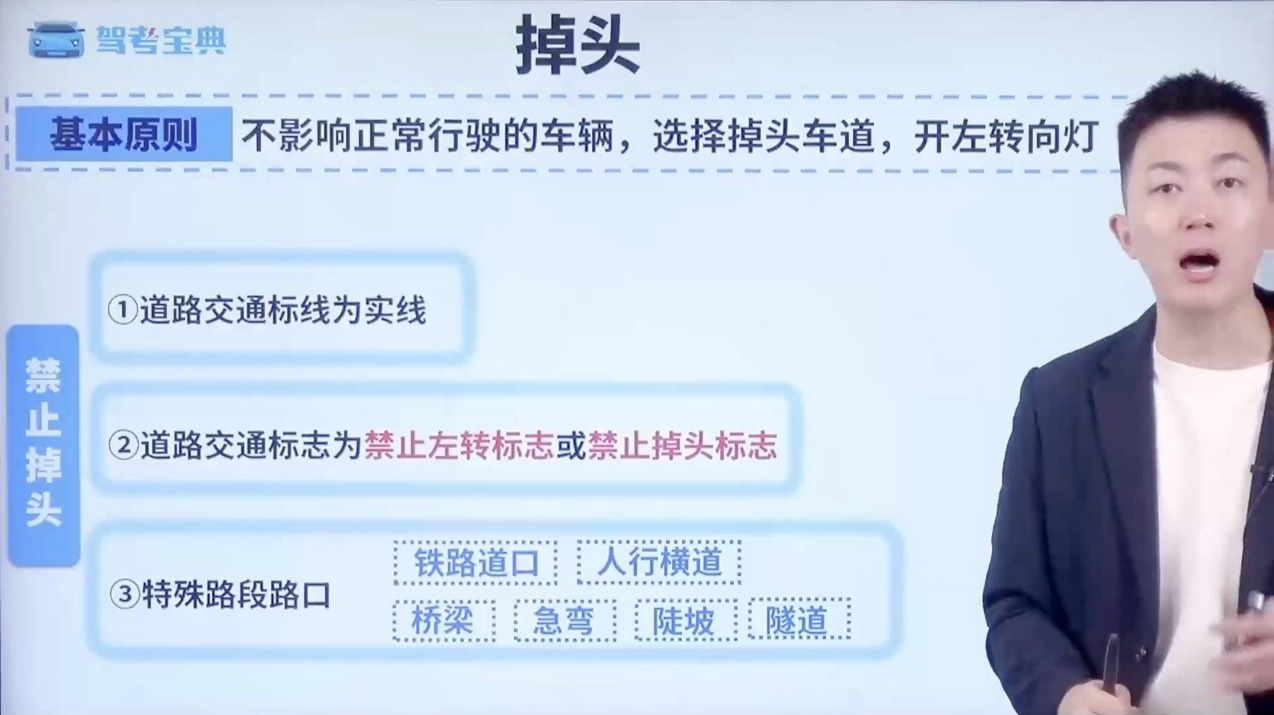 驾考宝典
掉头
基本原则 不影响正常行驶的车辆，选择掉头车道，开左转向灯
禁止掉头
①道路交通标线为实线
②道路交通标志为禁止左转标志或禁止掉头标志
③特殊路段路口
铁路道口 人行横道
桥梁 急弯 陡坡 隧道